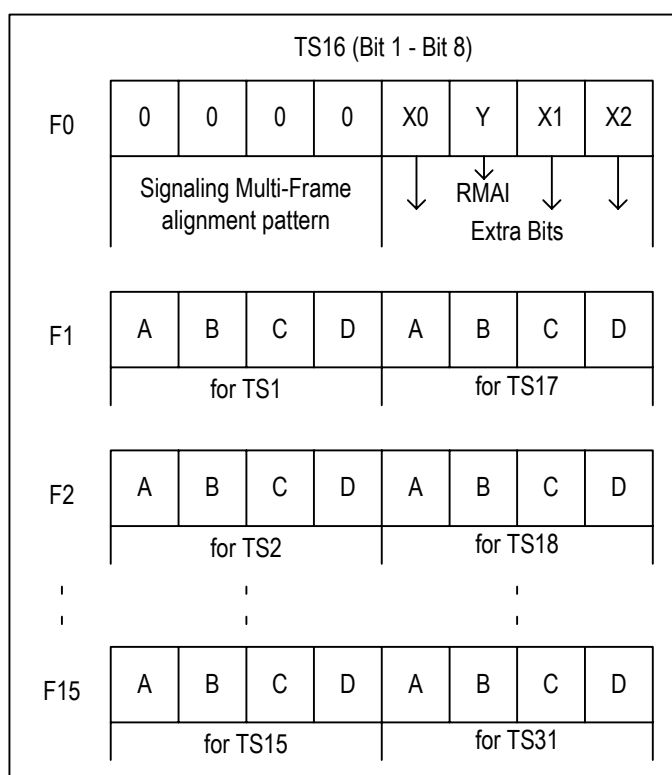 TS16 (Bit 1 - Bit 8)
F0 0 0 0 0 X0 Y X1 X2
Signaling Multi-Frame
alignment pattern
RMAI
Extra Bits
F1 A B C D A B C D
for TS1 for TS17
F2 A B C D A B C D
for TS2 for TS18
F15 A B C D A B C D
for TS15 for TS31